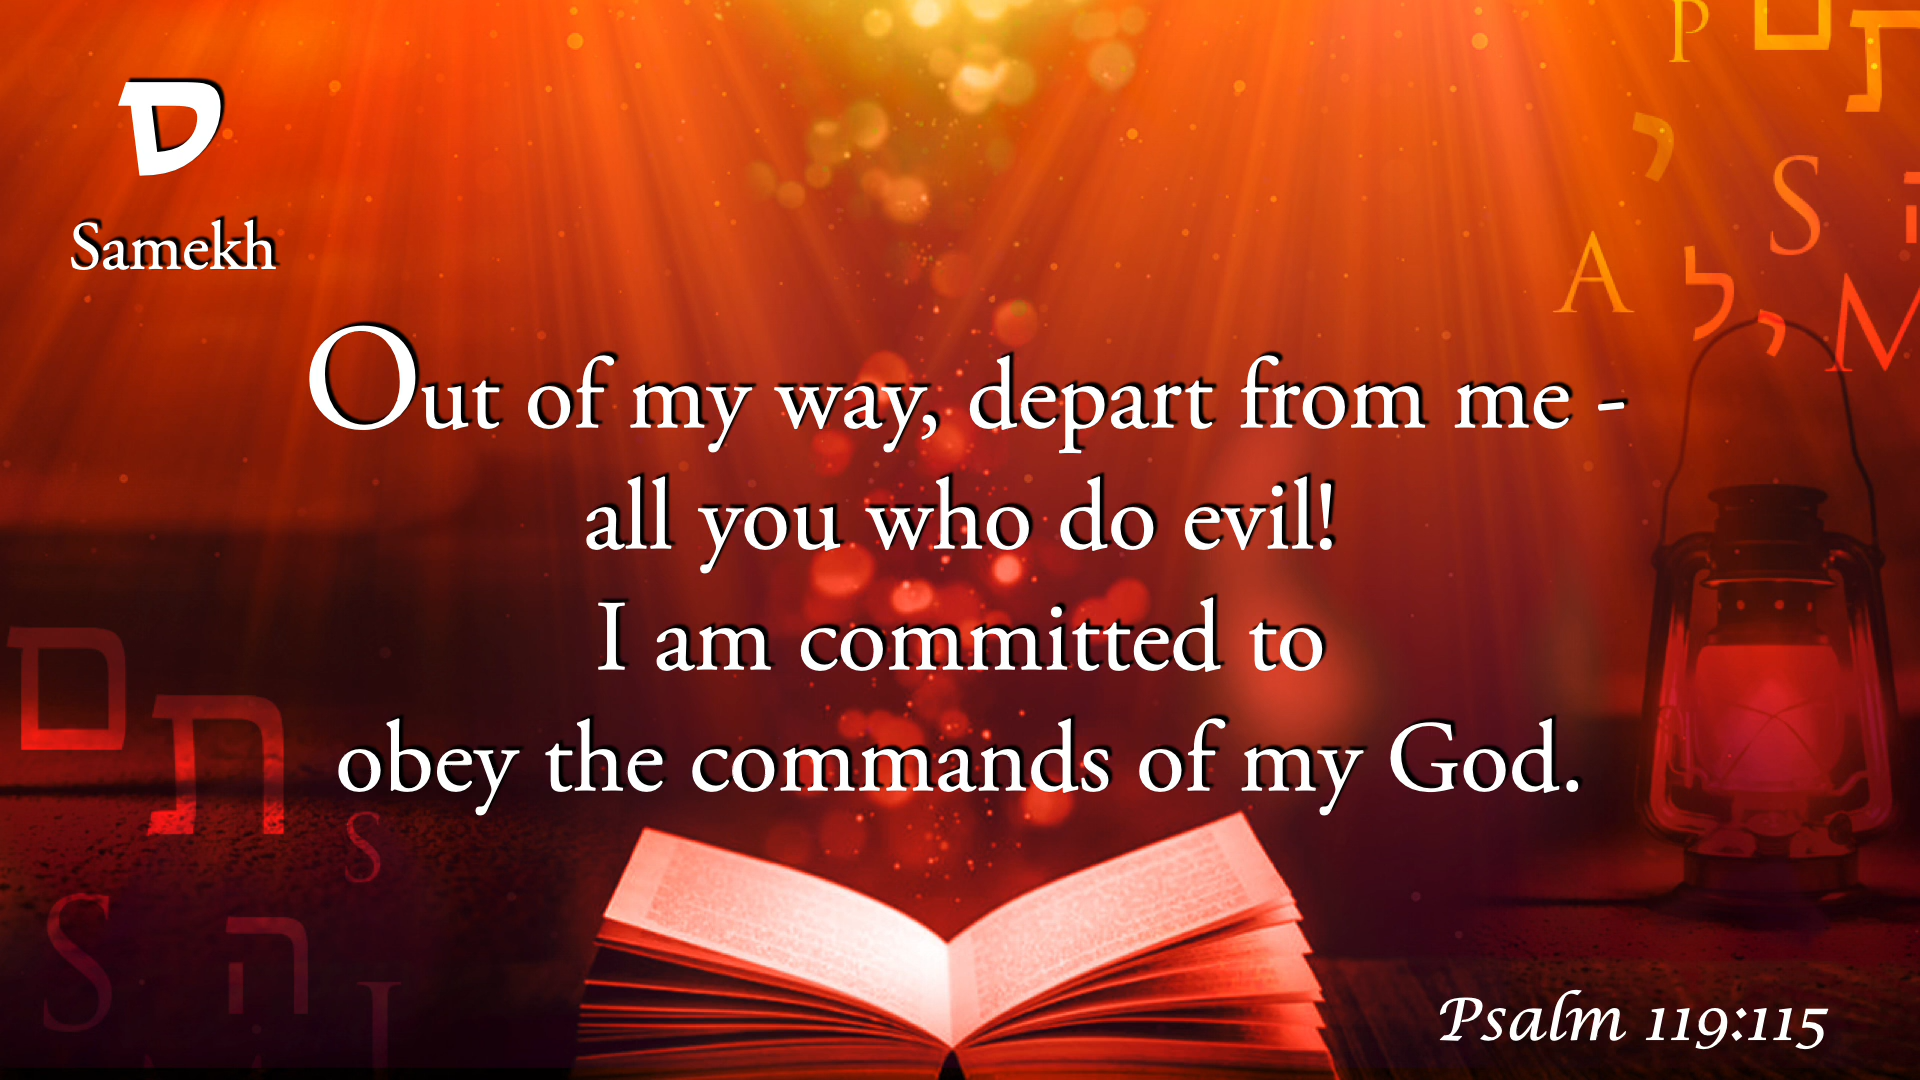 ס
Samekh
Out of my way, depart from me -
all you who do evil!
I am committed to
obey the commands of my God.
Psalm 119:115
P
ם
ת
י
S
ה
A
ל
י
M
ם
ת
S
S
ה
I